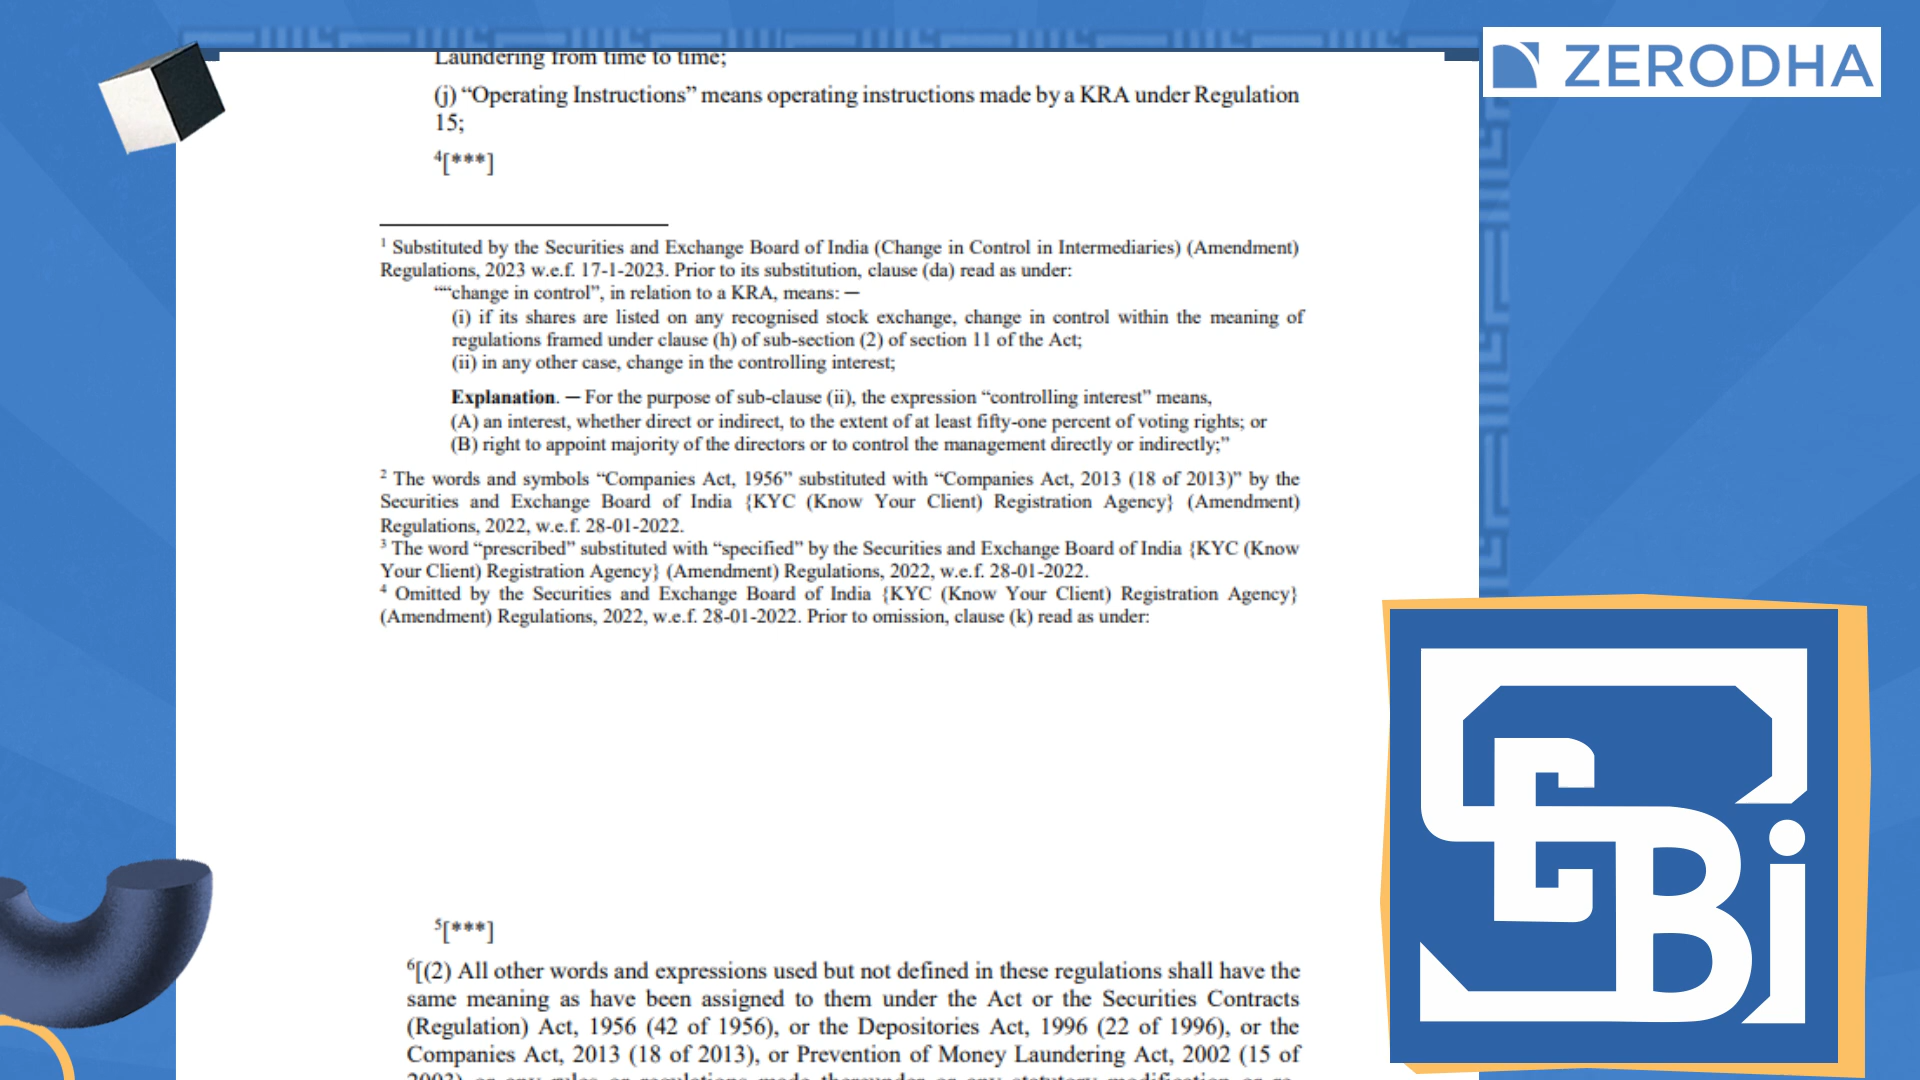 Laundering from time to time;
ZERODHA
(j) “Operating Instructions” means operating instructions made by a KRA under Regulation
15;
4[***]
1 Substituted by the Securities and Exchange Board of India (Change in Control in Intermediaries) (Amendment)
Regulations, 2023 w.e.f. 17-1-2023. Prior to its substitution, clause (da) read as under:
““change in control”, in relation to a KRA, means: —
(i) if its shares are listed on any recognised stock exchange, change in control within the meaning of
regulations framed under clause (h) of sub-section (2) of section 11 of the Act;
(ii) in any other case, change in the controlling interest;
Explanation. — For the purpose of sub-clause (ii), the expression “controlling interest” means,
(A) an interest, whether direct or indirect, to the extent of at least fifty-one percent of voting rights; or
(B) right to appoint majority of the directors or to control the management directly or indirectly;”
2 The words and symbols “Companies Act, 1956” substituted with “Companies Act, 2013 (18 of 2013)” by the
Securities and Exchange Board of India {KYC (Know Your Client) Registration Agency} (Amendment)
Regulations, 2022, w.e.f. 28-01-2022.
3 The word “prescribed” substituted with “specified” by the Securities and Exchange Board of India {KYC (Know
Your Client) Registration Agency} (Amendment) Regulations, 2022, w.e.f. 28-01-2022.
4 Omitted by the Securities and Exchange Board of India {KYC (Know Your Client) Registration Agency}
(Amendment) Regulations, 2022, w.e.f. 28-01-2022. Prior to omission, clause (k) read as under:
SEBi
5[***]
6[(2) All other words and expressions used but not defined in these regulations shall have the
same meaning as have been assigned to them under the Act or the Securities Contracts
(Regulation) Act, 1956 (42 of 1956), or the Depositories Act, 1996 (22 of 1996), or the
Companies Act, 2013 (18 of 2013), or Prevention of Money Laundering Act, 2002 (15 of